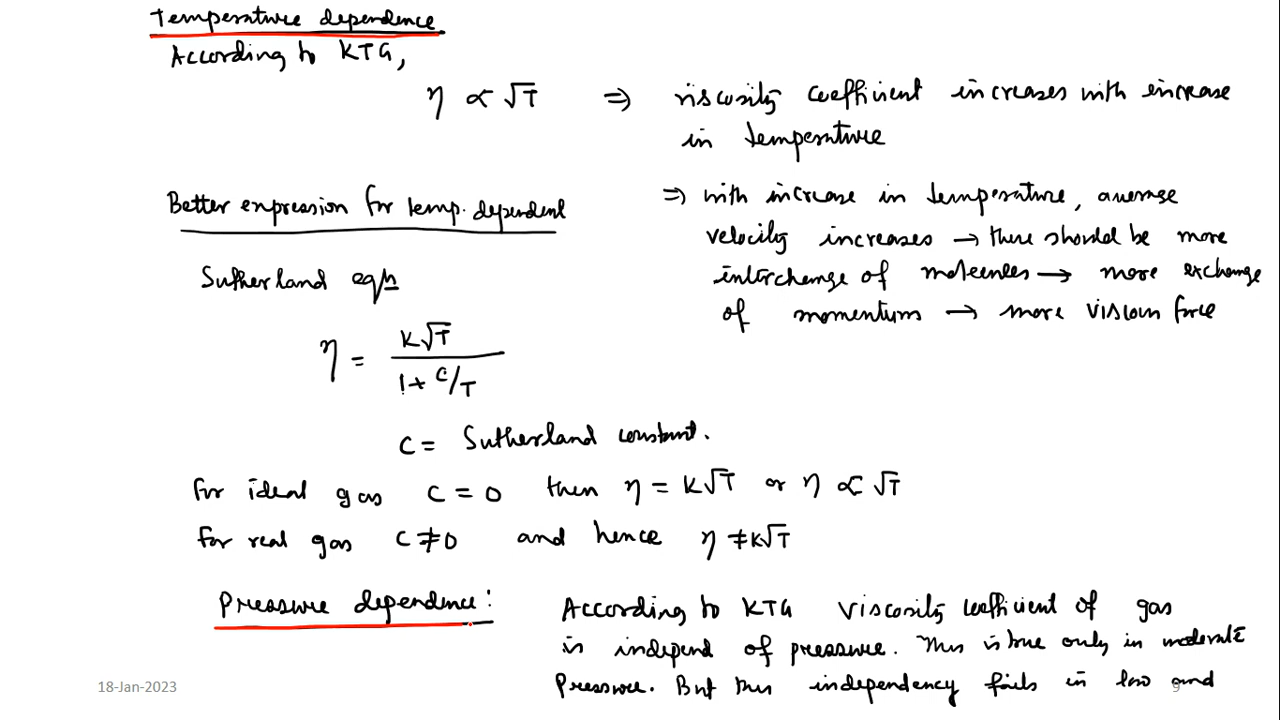 Temperature dependence
According to KTG,
η ∝ √T ⇒ viscosity coefficient increases with increase
in temperature
Better expression for temp. dependent
⇒ with increase in temperature, average
velocity increases → there should be more
interchange of molecules → more exchange
of momentums → more viscous force
Sutherland eqn
η = K√T / 1 + C/T
C = Sutherland constant.
For ideal gas C = 0 then η = K√T or η ∝ √T
For real gas C ≠ 0 and hence η ≠ K√T
Pressure dependence:
According to KTG viscosity coefficient of gas
is independ of pressure. This is true only in moderate
pressure. But this independency fails in low and
18-Jan-2023
9